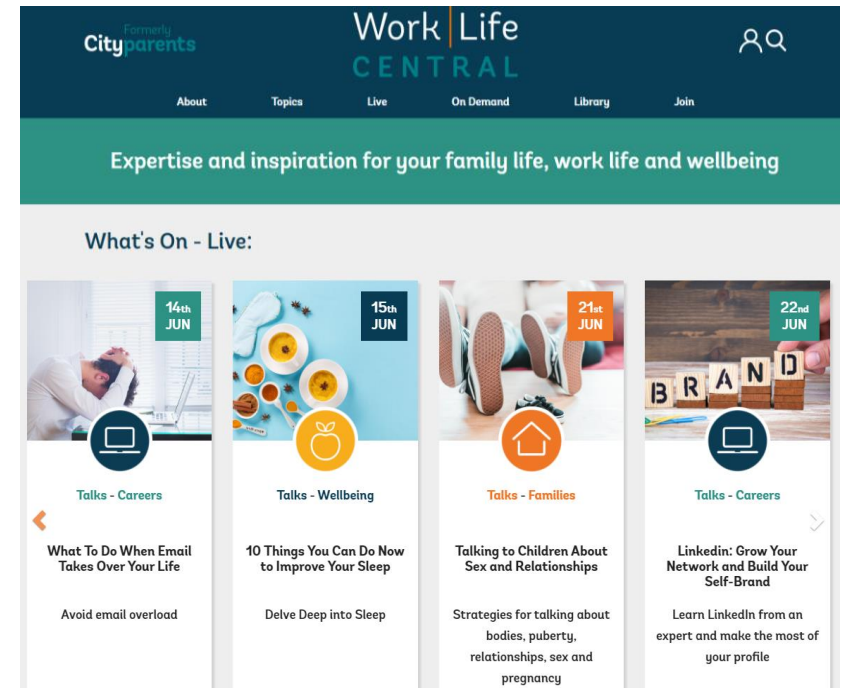 Formerly
Cityparents
Work Life
CENTRAL
About Topics Live On Demand Library Join
Expertise and inspiration for your family life, work life and wellbeing
What's On - Live:
14th
JUN
15th
JUN
21st
JUN
22nd
JUN
BRAND
Talks - Careers
What To Do When Email
Takes Over Your Life
Avoid email overload
Talks - Wellbeing
10 Things You Can Do Now
to Improve Your Sleep
Delve Deep into Sleep
Talks - Families
Talking to Children About
Sex and Relationships
Strategies for talking about
bodies, puberty,
relationships, sex and
pregnancy
Talks - Careers
Linkedin: Grow Your
Network and Build Your
Self-Brand
Learn LinkedIn from an
expert and make the most of
your profile